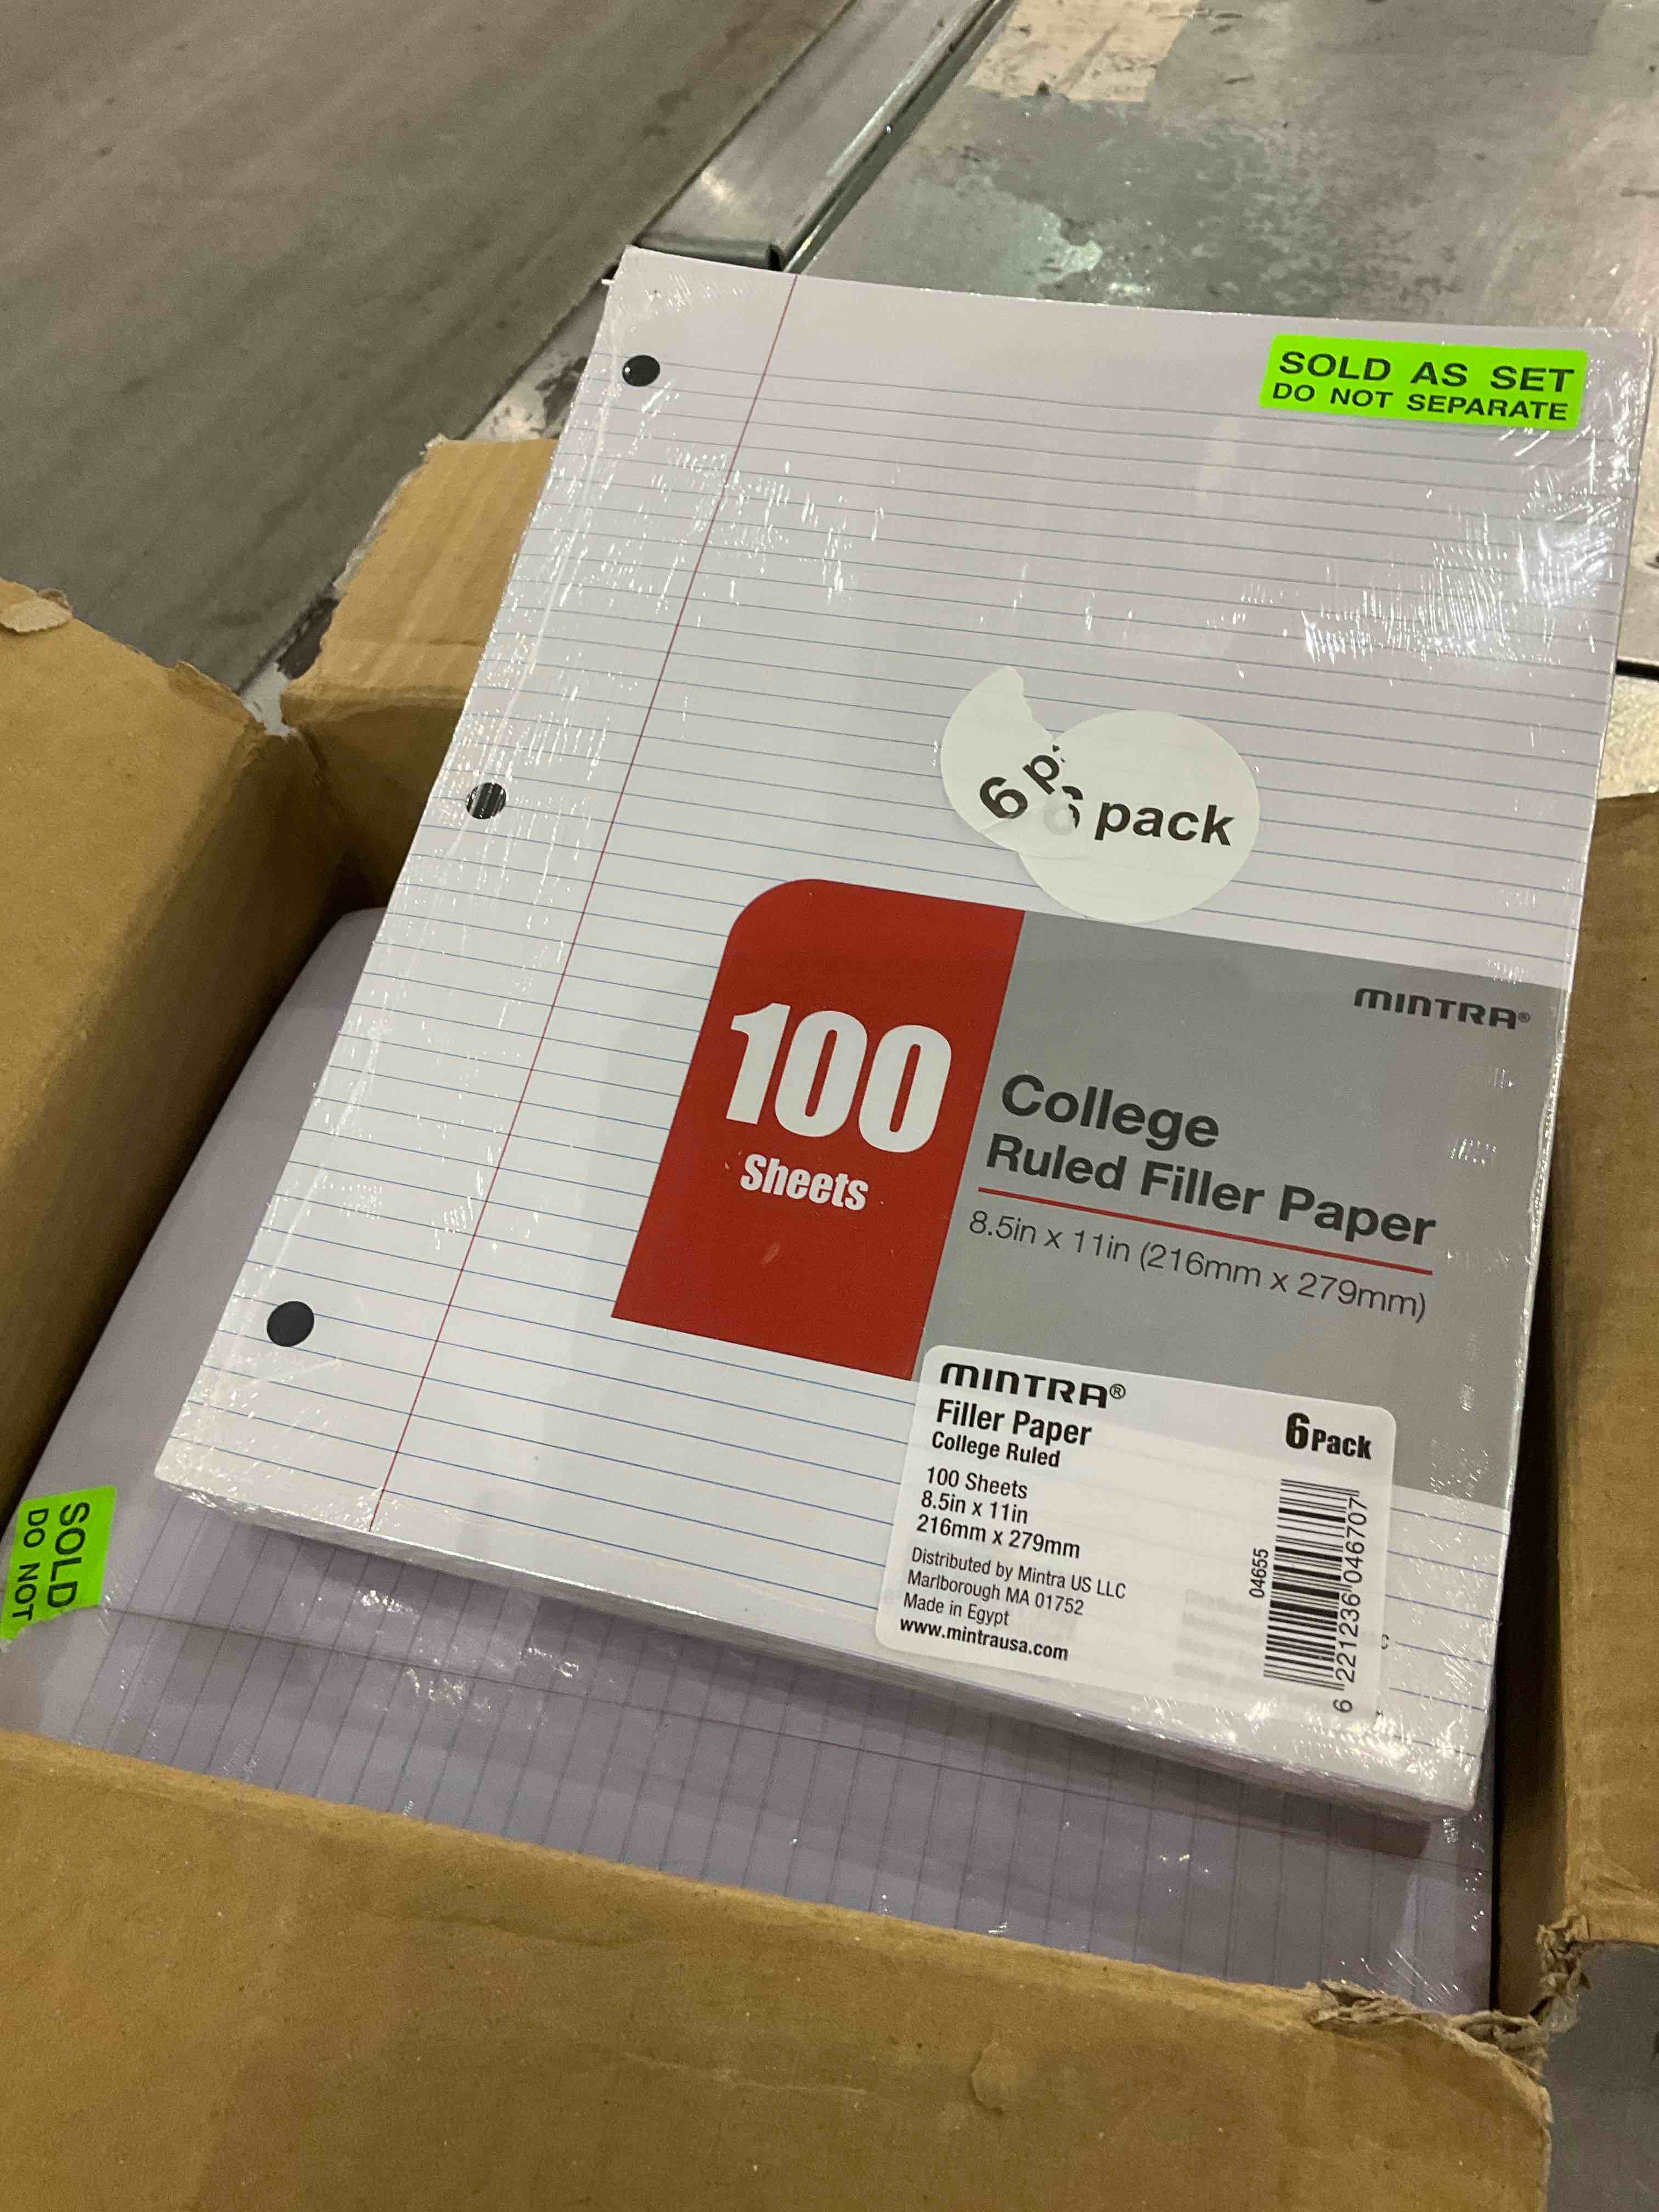 SOLD AS SET
DO NOT SEPARATE
6 pack
MINTRA®
100
Sheets
College
Ruled Filler Paper
8.5in x 11in (216mm x 279mm)
MINTRA®
Filler Paper
College Ruled
100 Sheets
8.5in x 11in
216mm x 279mm
Distributed by Mintra US LLC
Marlborough MA 01752
Made in Egypt
www.mintrausa.com
6 Pack
04655
6 221236 046707
SOLD
DO NOT